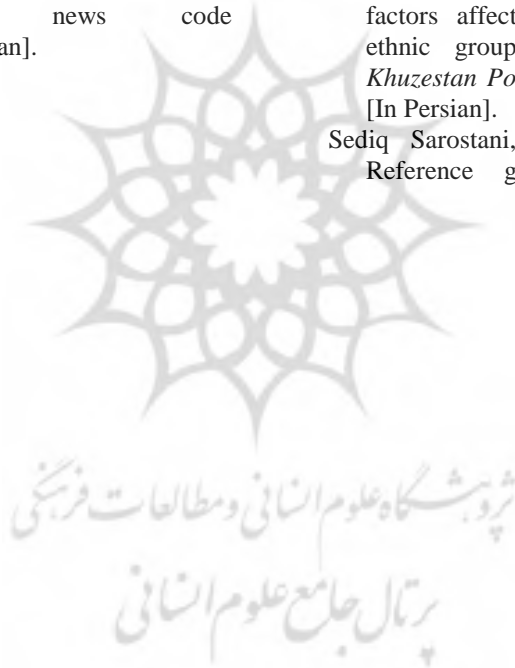 news code
an].
factors affect
ethnic group
Khuzestan Po
[In Persian].
Sediq Sarostani,
Reference g
پژوهشگاه علوم انسانی و مطالعات فرهنگی
پرتال جامع علوم انسانی